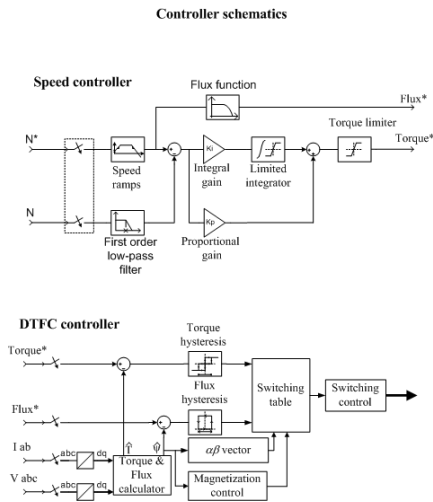 Controller schematics
Speed controller
Flux function
Flux*
Torque limiter
N*
Torque*
Ki
Speed
ramps
Integral
gain
Limited
integrator
N
Kp
First order
low-pass
filter
Proportional
gain
DTFC controller
Torque
hysteresis
Torque*
Flux
hysteresis
Switching
table
Switching
control
Flux*
I ab
abc
dq
T̂
ψ̂
αβ vector
Torque &
Flux
calculator
V abc
abc
dq
Magnetization
control